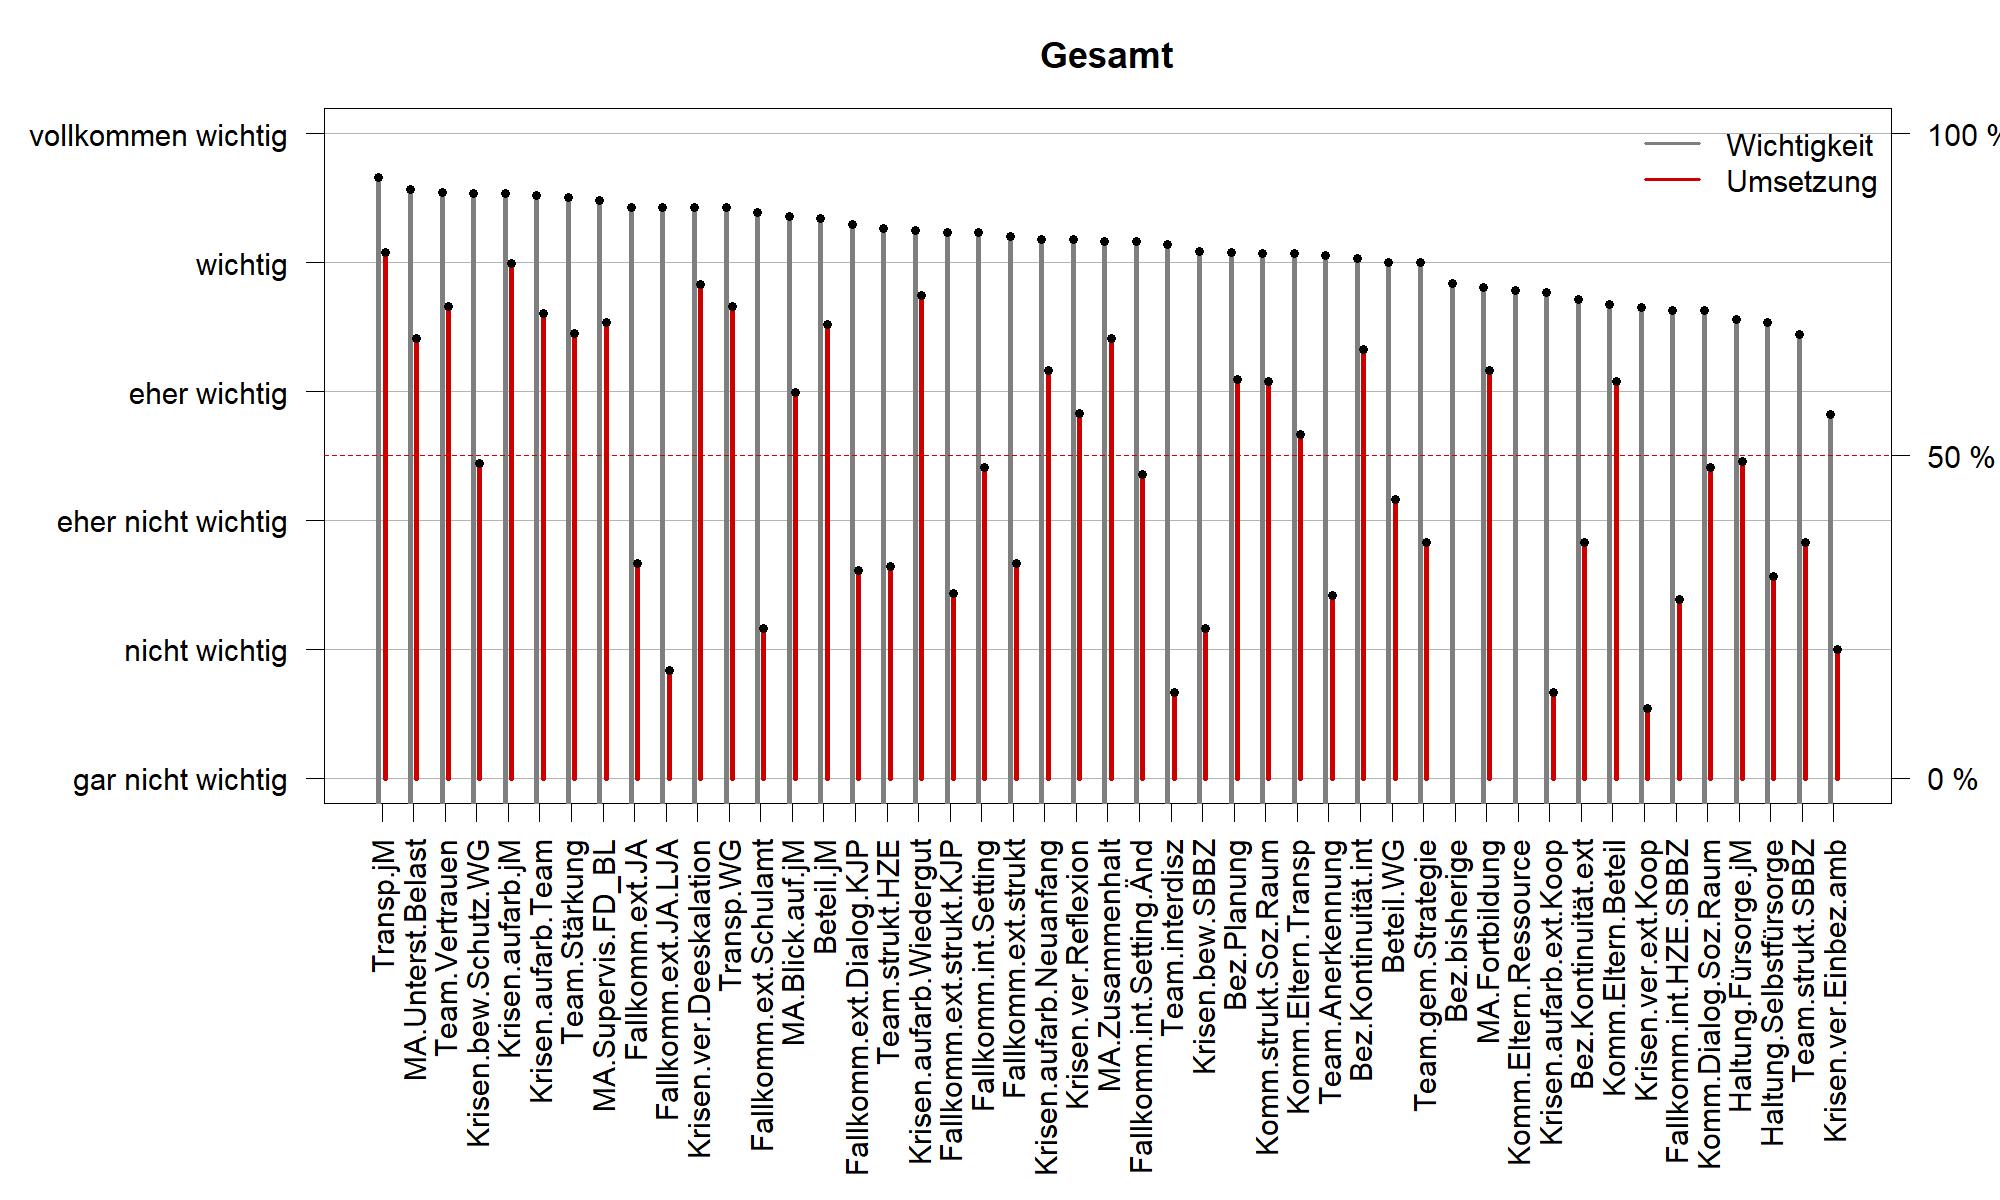 Gesamt
vollkommen wichtig
wichtig
eher wichtig
eher nicht wichtig
nicht wichtig
gar nicht wichtig
Wichtigkeit
Umsetzung
100 %
50 %
0 %
Transp.jM
MA.Unterst.Belast
Team.Vertrauen
Krisen.bew.Schutz.WG
Krisen.aufarb.jM
Krisen.aufarb.Team
Team.Stärkung
MA.Supervis.FD_BL
Fallkomm.ext.JA
Fallkomm.ext.JA.LJA
Krisen.ver.Deeskalation
Transp.WG
Fallkomm.ext.Schulamt
MA.Blick.auf.jM
Beteil.jM
Fallkomm.ext.Dialog.KJP
Team.strukt.HZE
Krisen.aufarb.Wiedergut
Fallkomm.ext.strukt.KJP
Fallkomm.int.Setting
Fallkomm.ext.strukt
Krisen.aufarb.Neuanfang
Krisen.ver.Reflexion
MA.Zusammenhalt
Fallkomm.int.Setting.Änd
Team.interdisz
Krisen.bew.SBBZ
Bez.Planung
Komm.strukt.Soz.Raum
Komm.Eltern.Transp
Team.Anerkennung
Bez.Kontinuität.int
Beteil.WG
Team.gem.Strategie
Bez.bisherige
MA.Fortbildung
Komm.Eltern.Ressource
Krisen.aufarb.ext.Koop
Bez.Kontinuität.ext
Komm.Eltern.Beteil
Krisen.ver.ext.Koop
Fallkomm.int.HZE.SBBZ
Komm.Dialog.Soz.Raum
Haltung.Fürsorge.jM
Haltung.Selbstfürsorge
Team.strukt.SBBZ
Krisen.ver.Einbez.amb